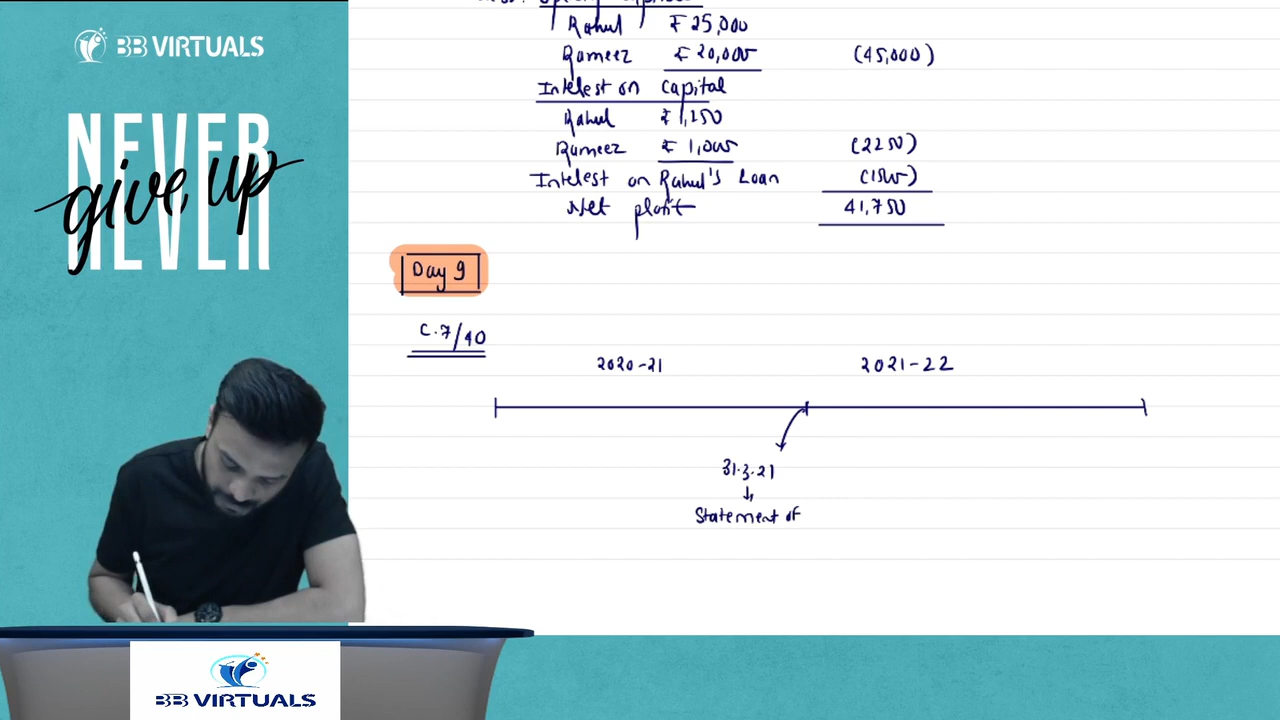 BB VIRTUALS
NEVER
give up
NEVER
Rahul ₹ 25,000
Rameez ₹ 20,000 (45,000)
Interest on capital
Rahul ₹ 1,250
Rameez ₹ 1,000 (2250)
Interest on Rahul's Loan (1500)
Net profit 41,750
Day 9
C.7/40
2020-21 2021-22
31.3.21
Statement of
BB VIRTUALS